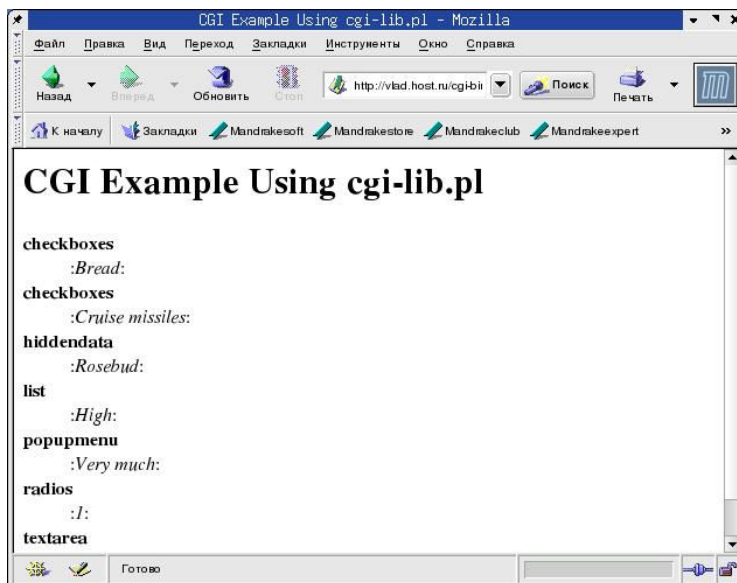 CGI Example Using cgi-lib.pl - Mozilla
Файл Правка Вид Переход Закладки Инструменты Окно Справка
Назад Вперед Обновить Стоп http://vlad.host.ru/cgi-bin Поиск Печать
К началу Закладки Mandrakesoft Mandrakestore Mandrakeclub Mandrakeexpert »
CGI Example Using cgi-lib.pl
checkboxes
:Bread:
checkboxes
:Cruise missiles:
hiddendata
:Rosebud:
list
:High:
popupmenu
:Very much:
radios
:1:
textarea
Готово